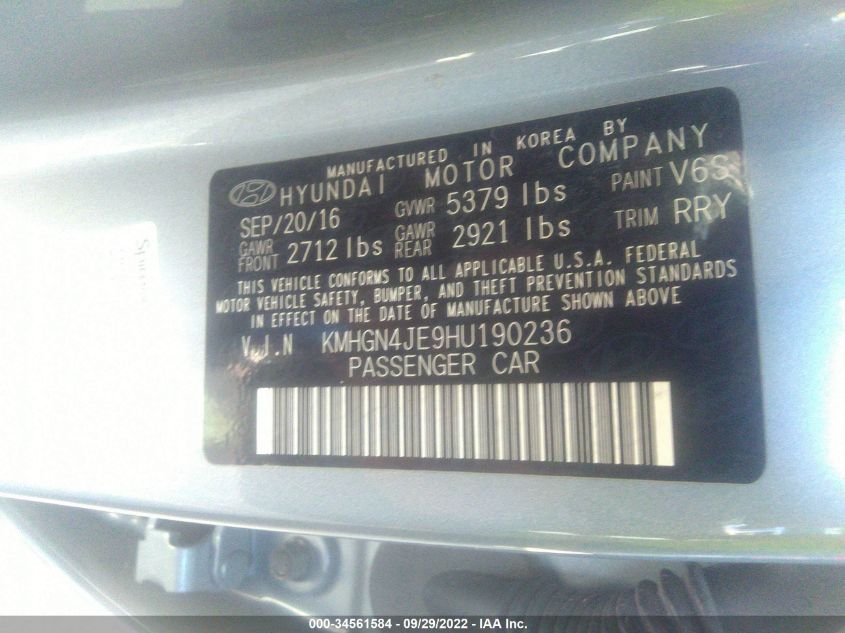 MANUFACTURED IN KOREA BY
HYUNDAI MOTOR COMPANY
SEP/20/16 GVWR 5379 lbs PAINT V6S
GAWR FRONT 2712 lbs GAWR REAR 2921 lbs TRIM RRY
THIS VEHICLE CONFORMS TO ALL APPLICABLE U.S.A. FEDERAL
MOTOR VEHICLE SAFETY, BUMPER, AND THEFT PREVENTION STANDARDS
IN EFFECT ON THE DATE OF MANUFACTURE SHOWN ABOVE
V.I.N KMHGN4JE9HU190236
PASSENGER CAR
000-34561584 / 09/29/2022 - IAA Inc.